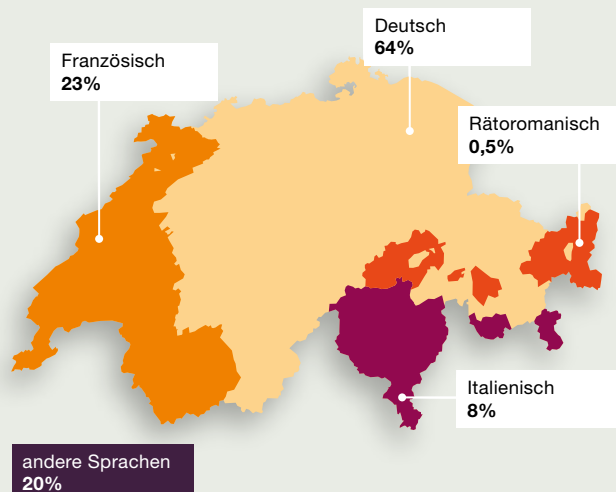 Deutsch
64%
Französisch
23%
Rätoromanisch
0,5%
Italienisch
8%
andere Sprachen
20%